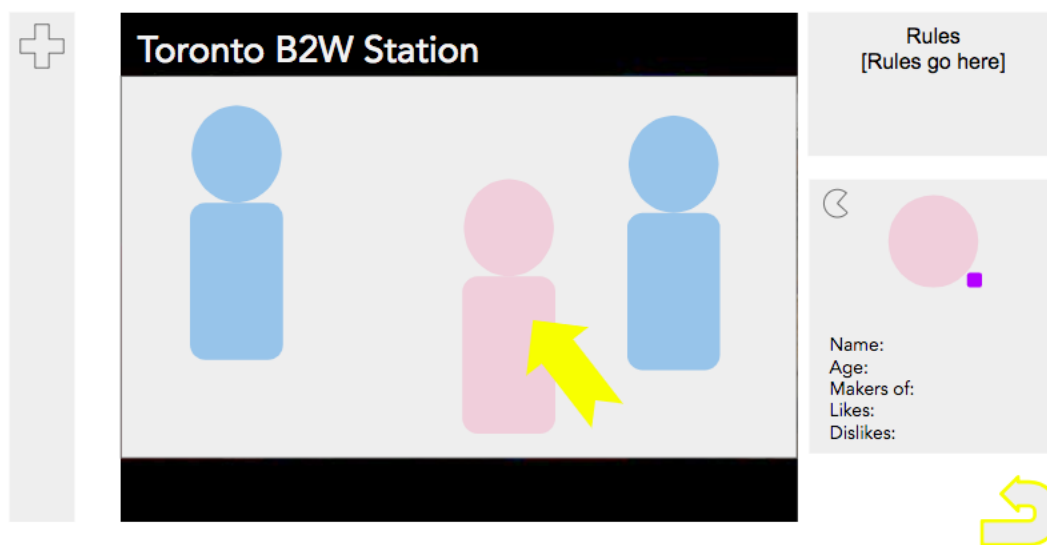 Toronto B2W Station
Rules
[Rules go here]
Name:
Age:
Makers of:
Likes:
Dislikes: